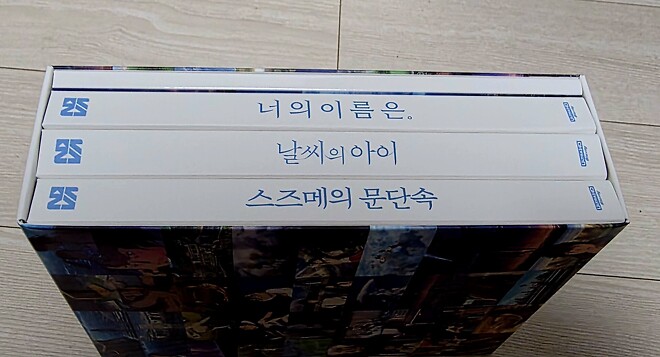 너의이름은。
날씨의아이
스즈메의 문단속